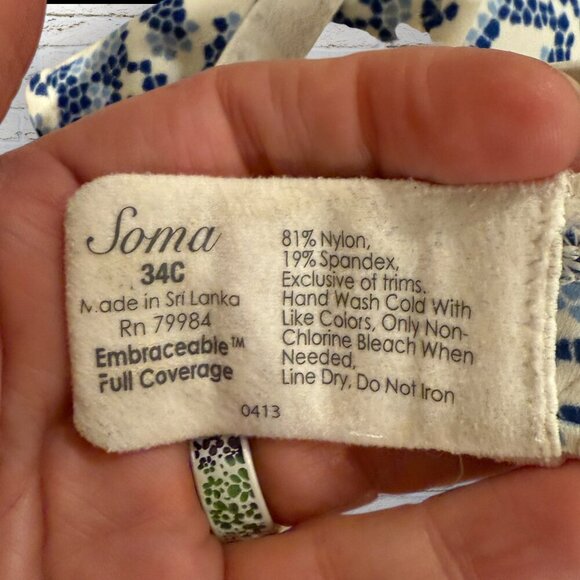 Soma
34C
Made in Sri Lanka
Rn 79984
Embraceable™
Full Coverage
81% Nylon,
19% Spandex,
Exclusive of trims.
Hand Wash Cold With
Like Colors, Only Non-
Chlorine Bleach When
Needed,
Line Dry, Do Not Iron
0413